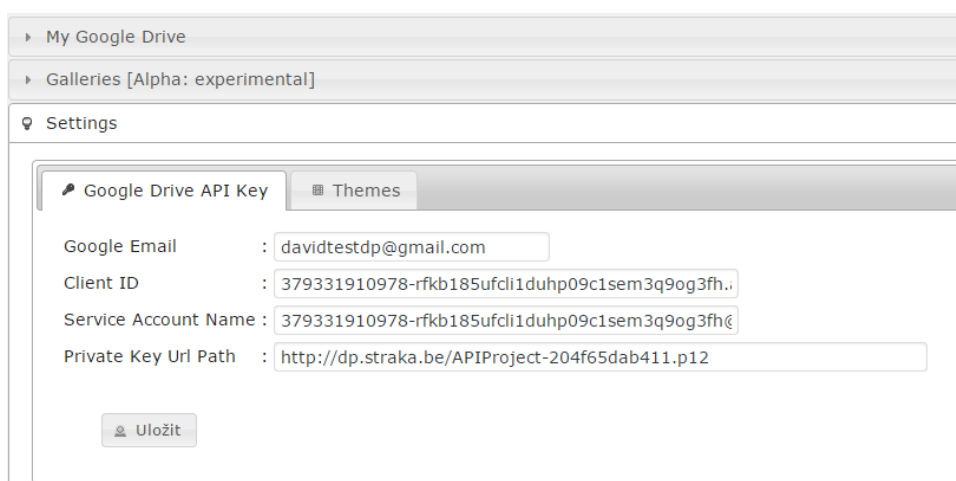 My Google Drive
Galleries [Alpha: experimental]
Settings
Google Drive API Key Themes
Google Email : davidtestdp@gmail.com
Client ID : 379331910978-rfkb185ufcli1duhp09c1sem3q9og3fh.
Service Account Name : 379331910978-rfkb185ufcli1duhp09c1sem3q9og3fh@
Private Key Url Path : http://dp.straka.be/APIProject-204f65dab411.p12
Uložit